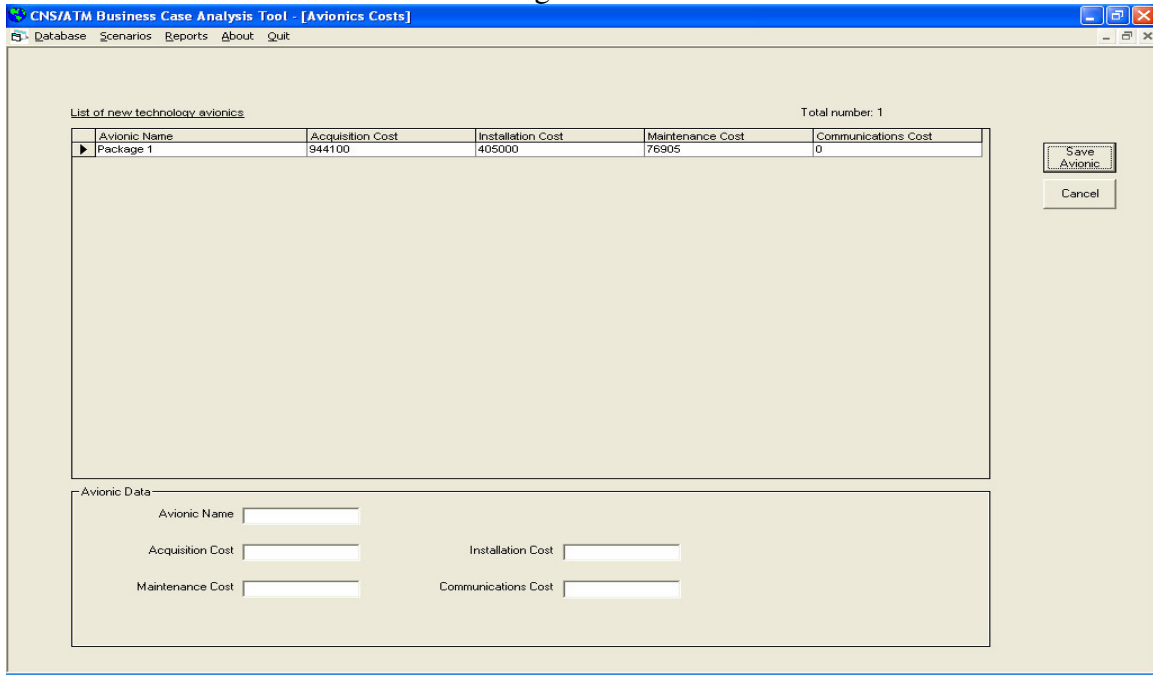 CNS/ATM Business Case Analysis Tool - [Avionics Costs]
Database Scenarios Reports About Quit
List of new technology avionics Total number: 1
Avionic Name Acquisition Cost Installation Cost Maintenance Cost Communications Cost
Package 1 944100 405000 76905 0
Save
Avionic
Cancel
Avionic Data
Avionic Name
Acquisition Cost Installation Cost
Maintenance Cost Communications Cost